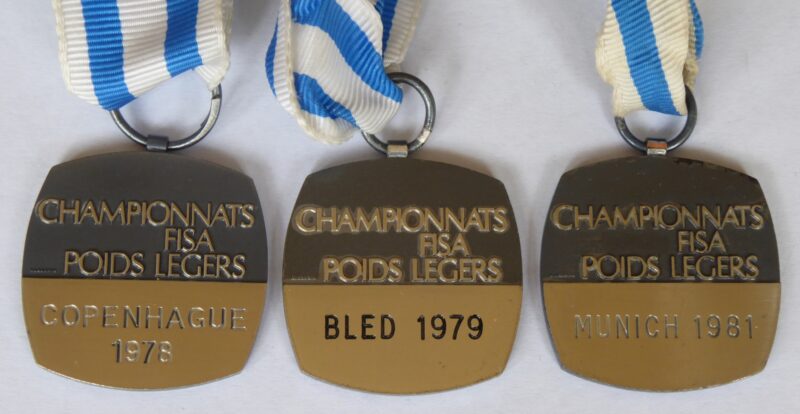 CHAMPIONNATS
FISA
POIDS LEGERS
COPENHAGUE
1978
CHAMPIONNATS
FISA
POIDS LEGERS
BLED 1979
CHAMPIONNATS
FISA
POIDS LEGERS
MUNICH 1981